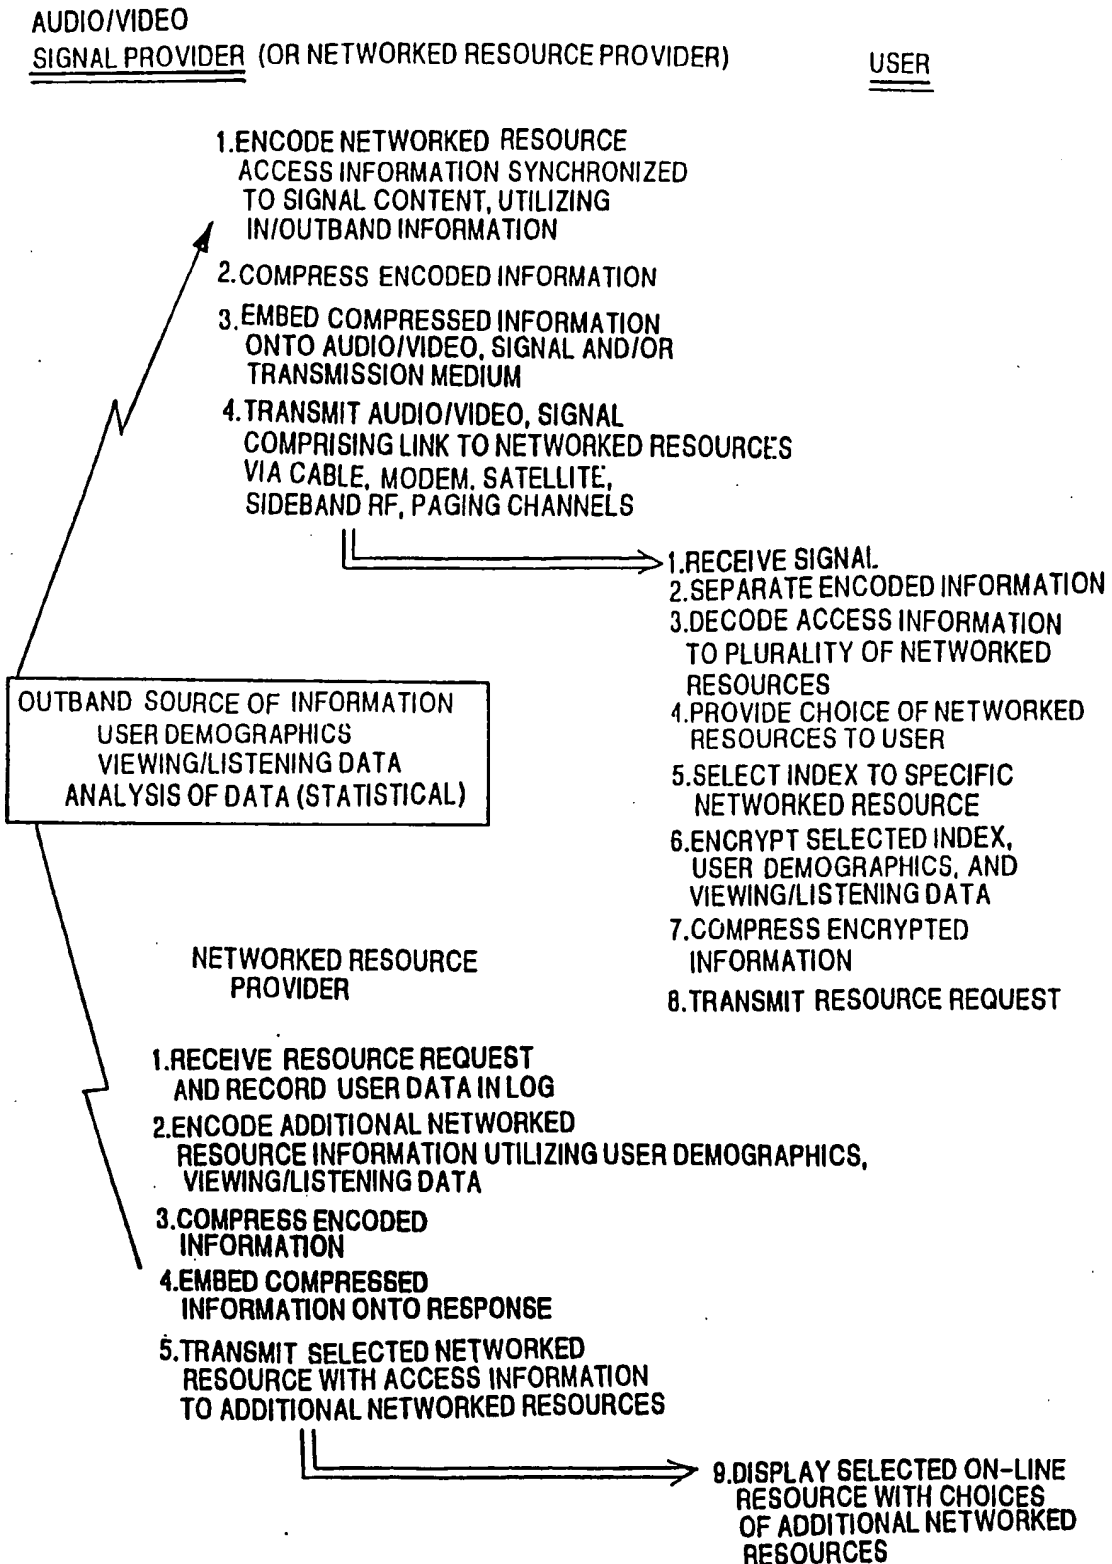 AUDIO/VIDEO
SIGNAL PROVIDER (OR NETWORKED RESOURCE PROVIDER)
USER
1.ENCODE NETWORKED RESOURCE
ACCESS INFORMATION SYNCHRONIZED
TO SIGNAL CONTENT, UTILIZING
IN/OUTBAND INFORMATION
2.COMPRESS ENCODED INFORMATION
3.EMBED COMPRESSED INFORMATION
ONTO AUDIO/VIDEO, SIGNAL AND/OR
TRANSMISSION MEDIUM
4.TRANSMIT AUDIO/VIDEO, SIGNAL
COMPRISING LINK TO NETWORKED RESOURCES
VIA CABLE, MODEM, SATELLITE,
SIDEBAND RF, PAGING CHANNELS
1.RECEIVE SIGNAL
2.SEPARATE ENCODED INFORMATION
3.DECODE ACCESS INFORMATION
TO PLURALITY OF NETWORKED
RESOURCES
4.PROVIDE CHOICE OF NETWORKED
RESOURCES TO USER
5.SELECT INDEX TO SPECIFIC
NETWORKED RESOURCE
6.ENCRYPT SELECTED INDEX,
USER DEMOGRAPHICS, AND
VIEWING/LISTENING DATA
7.COMPRESS ENCRYPTED
INFORMATION
8.TRANSMIT RESOURCE REQUEST
OUTBAND SOURCE OF INFORMATION
USER DEMOGRAPHICS
VIEWING/LISTENING DATA
ANALYSIS OF DATA (STATISTICAL)
NETWORKED RESOURCE
PROVIDER
1.RECEIVE RESOURCE REQUEST
AND RECORD USER DATA IN LOG
2.ENCODE ADDITIONAL NETWORKED
RESOURCE INFORMATION UTILIZING USER DEMOGRAPHICS,
VIEWING/LISTENING DATA
3.COMPRESS ENCODED
INFORMATION
4.EMBED COMPRESSED
INFORMATION ONTO RESPONSE
5.TRANSMIT SELECTED NETWORKED
RESOURCE WITH ACCESS INFORMATION
TO ADDITIONAL NETWORKED RESOURCES
9.DISPLAY SELECTED ON-LINE
RESOURCE WITH CHOICES
OF ADDITIONAL NETWORKED
RESOURCES